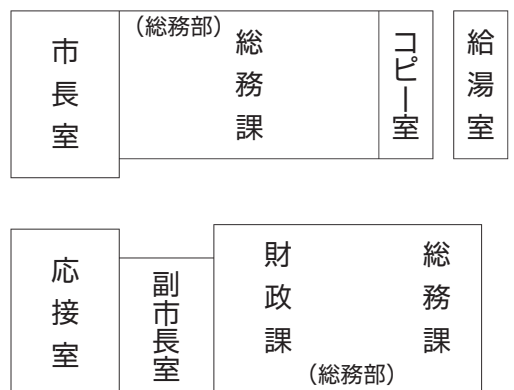 市長室
（総務部）
総務課
コピー室
給湯室
応接室
副市長室
財政課
総務課
（総務部）